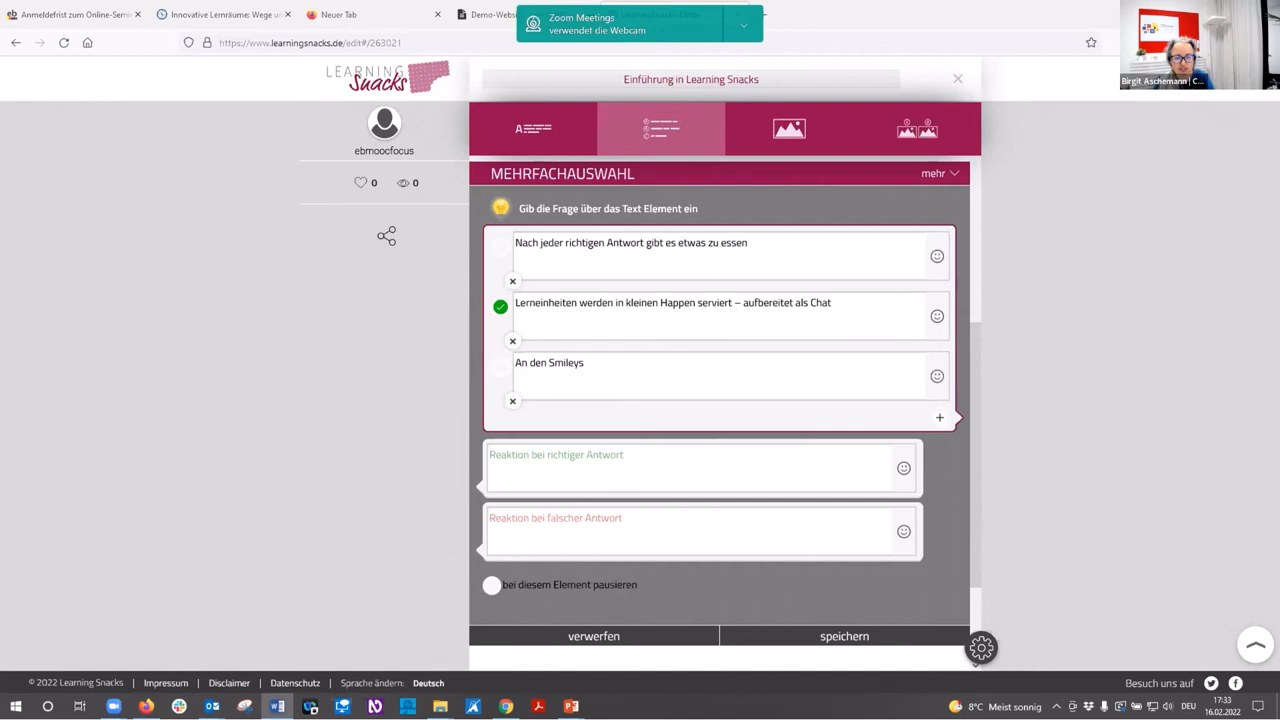 Anmeldefrist zum Online-Semin
Innovative Lernräume: Wege un
Neuer Tab
Demo-Webs
Zoom Meetings
verwendet die Webcam
https://www.learningsnacks.de/edit#/263021
Birgit Aschemann | C...
LEARNING
Snacks
Einführung in Learning Snacks
ebmoocfocus
0
0
A
MEHRFACHAUSWAHL
mehr
Gib die Frage über das Text Element ein
Nach jeder richtigen Antwort gibt es etwas zu essen
Lerneinheiten werden in kleinen Happen serviert – aufbereitet als Chat
An den Smileys
Reaktion bei richtiger Antwort
Reaktion bei falscher Antwort
bei diesem Element pausieren
verwerfen
speichern
© 2022 Learning Snacks
Impressum
Disclaimer
Datenschutz
Sprache ändern:
Deutsch
Besuch uns auf
8°C Meist sonnig
DEU
17:33
16.02.2022